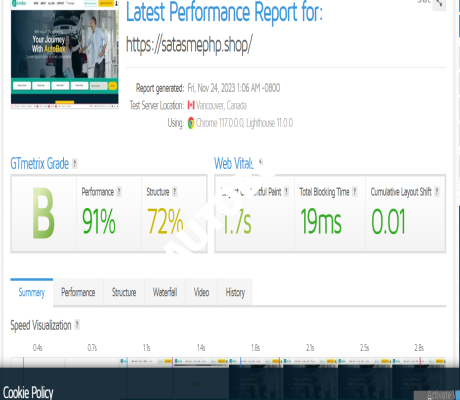 Latest Performance Report for:
https://satasmephp.shop/
Your Journey
With AutoBox
Report generated: Fri, Nov 24, 2023 1:06 AM -0800
Test Server Location: Vancouver, Canada
Using: Chrome 117.0.0.0, Lighthouse 11.0.0
GTmetrix Grade ? Web Vitals
B
Performance ? Structure ? Paint ? Total Blocking Time ? Cumulative Layout Shift ?
91% 72% 1.7s 19ms 0.01
Summary Performance Structure Waterfall Video History
Speed Visualization ?
0.4s 0.7s 1.1s 1.4s 1.8s 2.1s 2.5s 2.8s
Cookie Policy